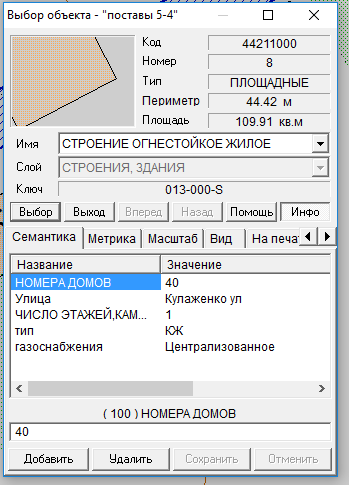 Выбор объекта - "поставы 5-4"
Код 44211000
Номер 8
Тип ПЛОЩАДНЫЕ
Периметр 44.42 м
Площадь 109.91 кв.м
Имя СТРОЕНИЕ ОГНЕСТОЙКОЕ ЖИЛОЕ
Слой СТРОЕНИЯ, ЗДАНИЯ
Ключ 013-000-S
Выбор Выход Вперед Назад Помощь Инфо
Семантика Метрика Масштаб Вид На печат
Название Значение
НОМЕРА ДОМОВ 40
Улица Кулаженко ул
ЧИСЛО ЭТАЖЕЙ,КАМ... 1
тип КЖ
газоснабжения Централизованное
( 100 ) НОМЕРА ДОМОВ
40
Добавить Удалить Сохранить Отменить